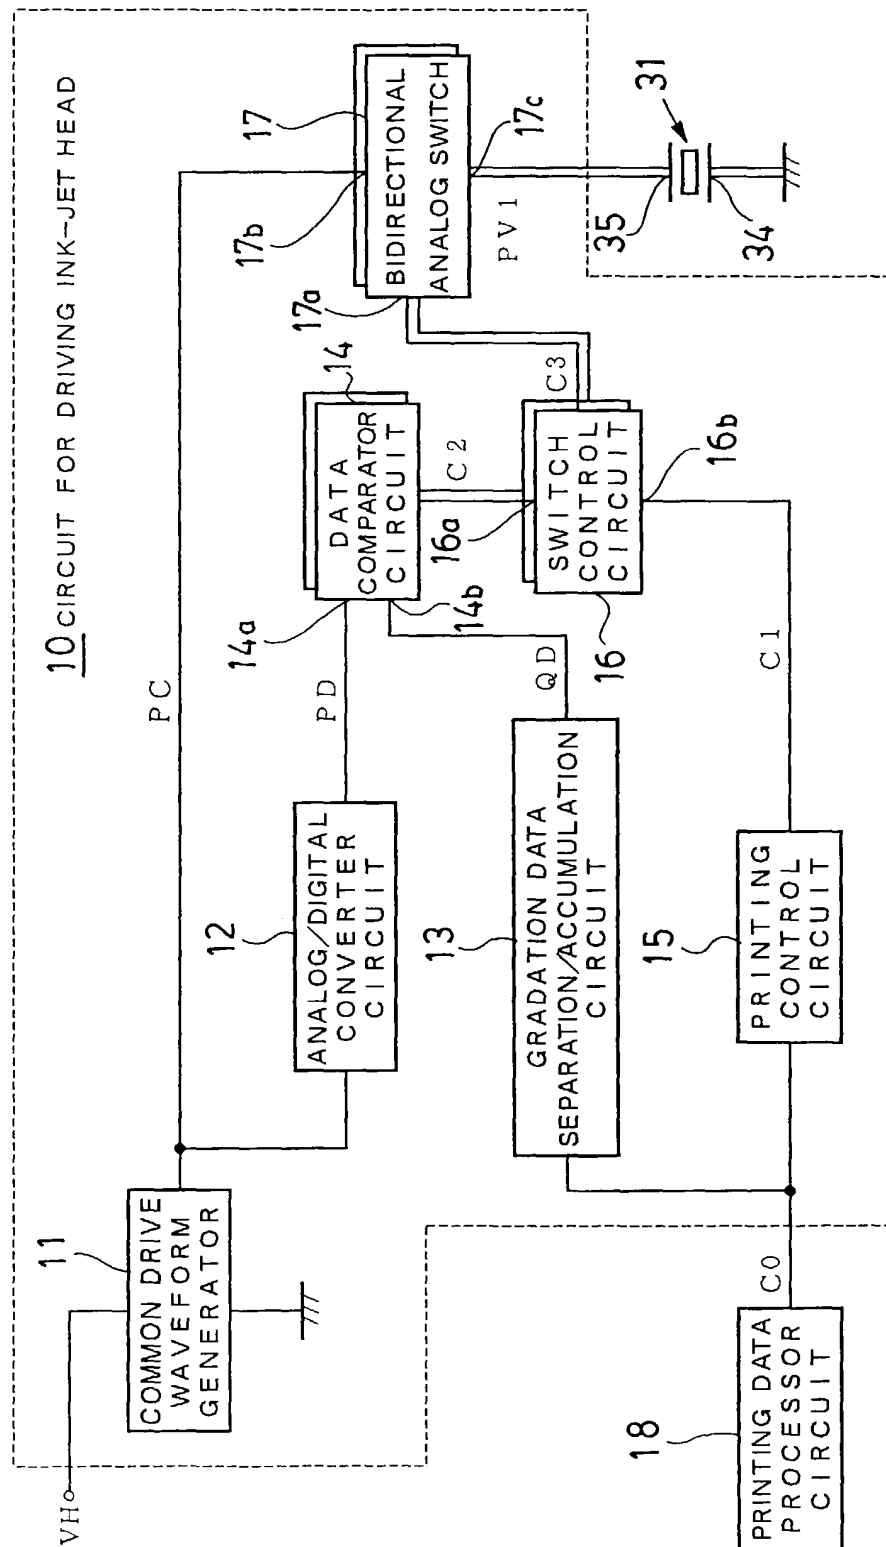 10 CIRCUIT FOR DRIVING INK-JET HEAD
VH
11
COMMON DRIVE
WAVEFORM
GENERATOR
PC
12
ANALOG/DIGITAL
CONVERTER
CIRCUIT
PD
14a
14
DATA
COMPARATOR
CIRCUIT
14b
17b
17
17a
BIDIRECTIONAL
ANALOG SWITCH
17c
PV1
35
31
34
13
GRADATION DATA
SEPARATION/ACCUMULATION
CIRCUIT
QD
C2
16a
C3
16
SWITCH
CONTROL
CIRCUIT
16b
15
PRINTING
CONTROL
CIRCUIT
C1
18
PRINTING DATA
PROCESSOR
CIRCUIT
C0